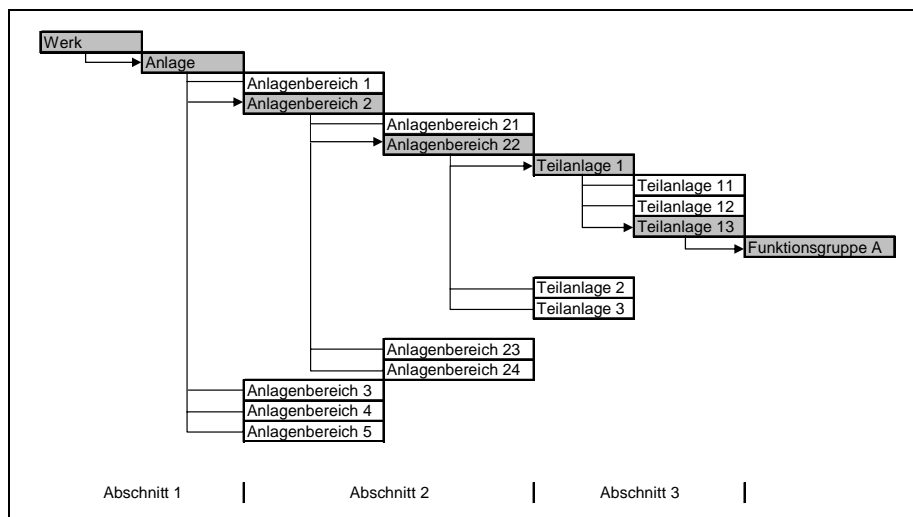 Werk
Anlage
Anlagenbereich 1
Anlagenbereich 2
Anlagenbereich 21
Anlagenbereich 22
Teilanlage 1
Teilanlage 11
Teilanlage 12
Teilanlage 13
Funktionsgruppe A
Teilanlage 2
Teilanlage 3
Anlagenbereich 23
Anlagenbereich 24
Anlagenbereich 3
Anlagenbereich 4
Anlagenbereich 5
Abschnitt 1 Abschnitt 2 Abschnitt 3